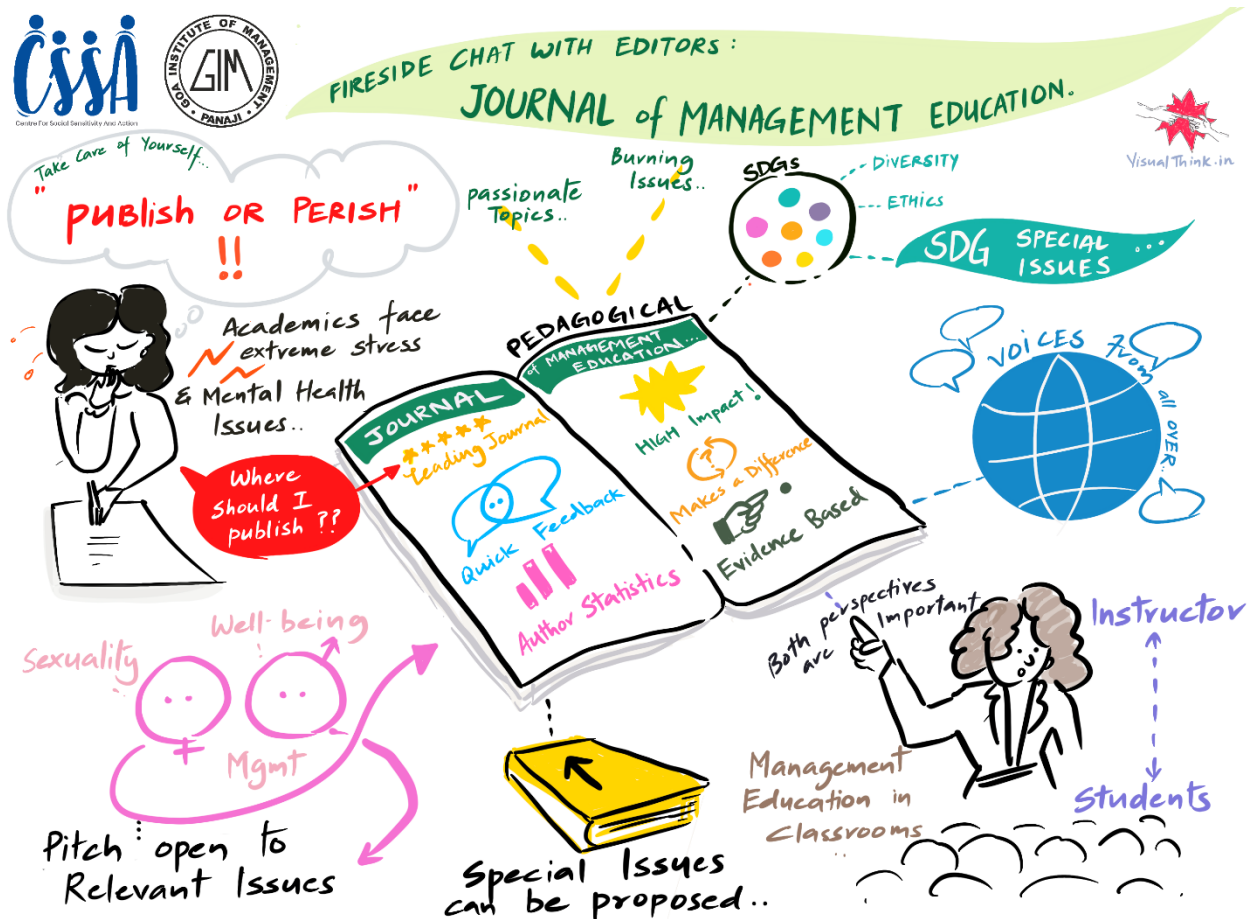 CSSA
Centre For Social Sensitivity And Action
GOA INSTITUTE OF MANAGEMENT
GIM
PANAJI
FIRESIDE CHAT WITH EDITORS :
JOURNAL of MANAGEMENT EDUCATION.
VisualThink.in
Take Care of Yourself...
"PUBLISH OR PERISH"
!!
passionate
Topics..
Burning
Issues..
SDGs
DIVERSITY
ETHICS
SDG SPECIAL
ISSUES ...
Academics face
extreme stress
& Mental Health
Issues..
Where
should I
publish ??
PEDAGOGICAL
JOURNAL
Leading Journal
Quick Feedback
Author Statistics
of MANAGEMENT
EDUCATION...
HIGH Impact!
?
Makes a Difference
Evidence Based
VOICES from all OVER..
Both perspectives
are Important
Instructor
Students
Management
Education in
Classrooms
..
Sexuality
Well-being
Mgmt
Pitch open to
Relevant Issues
Special Issues
can be proposed..